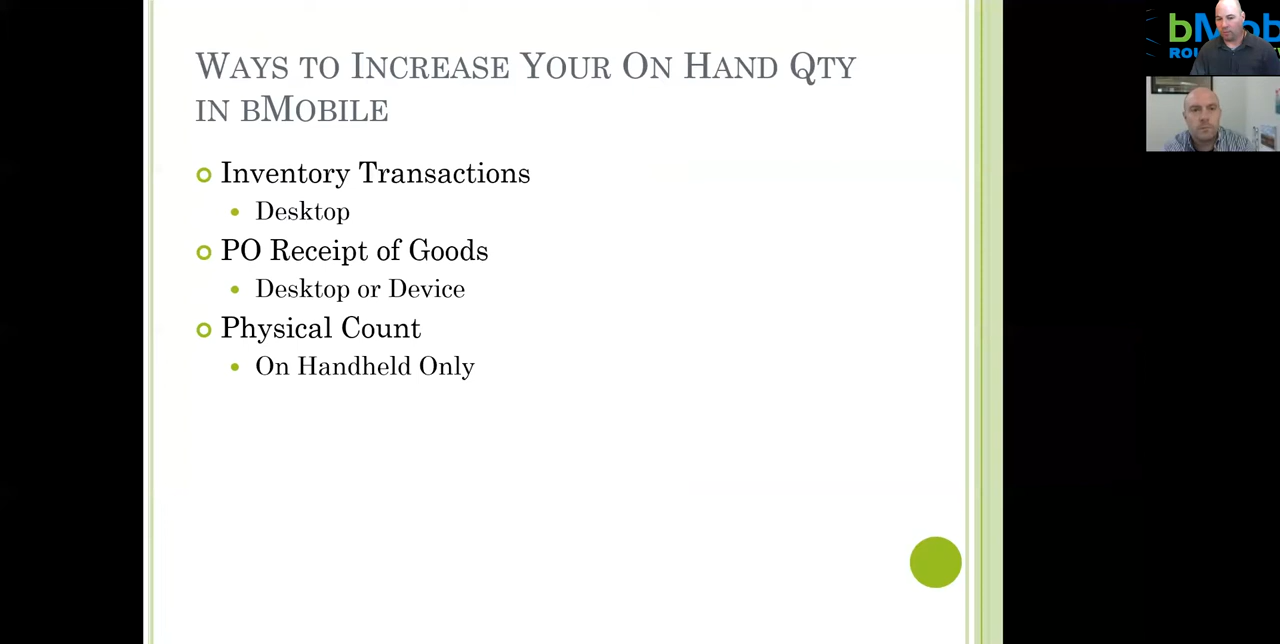 WAYS TO INCREASE YOUR ON HAND QTY
IN BMOBILE
Inventory Transactions
Desktop
PO Receipt of Goods
Desktop or Device
Physical Count
On Handheld Only